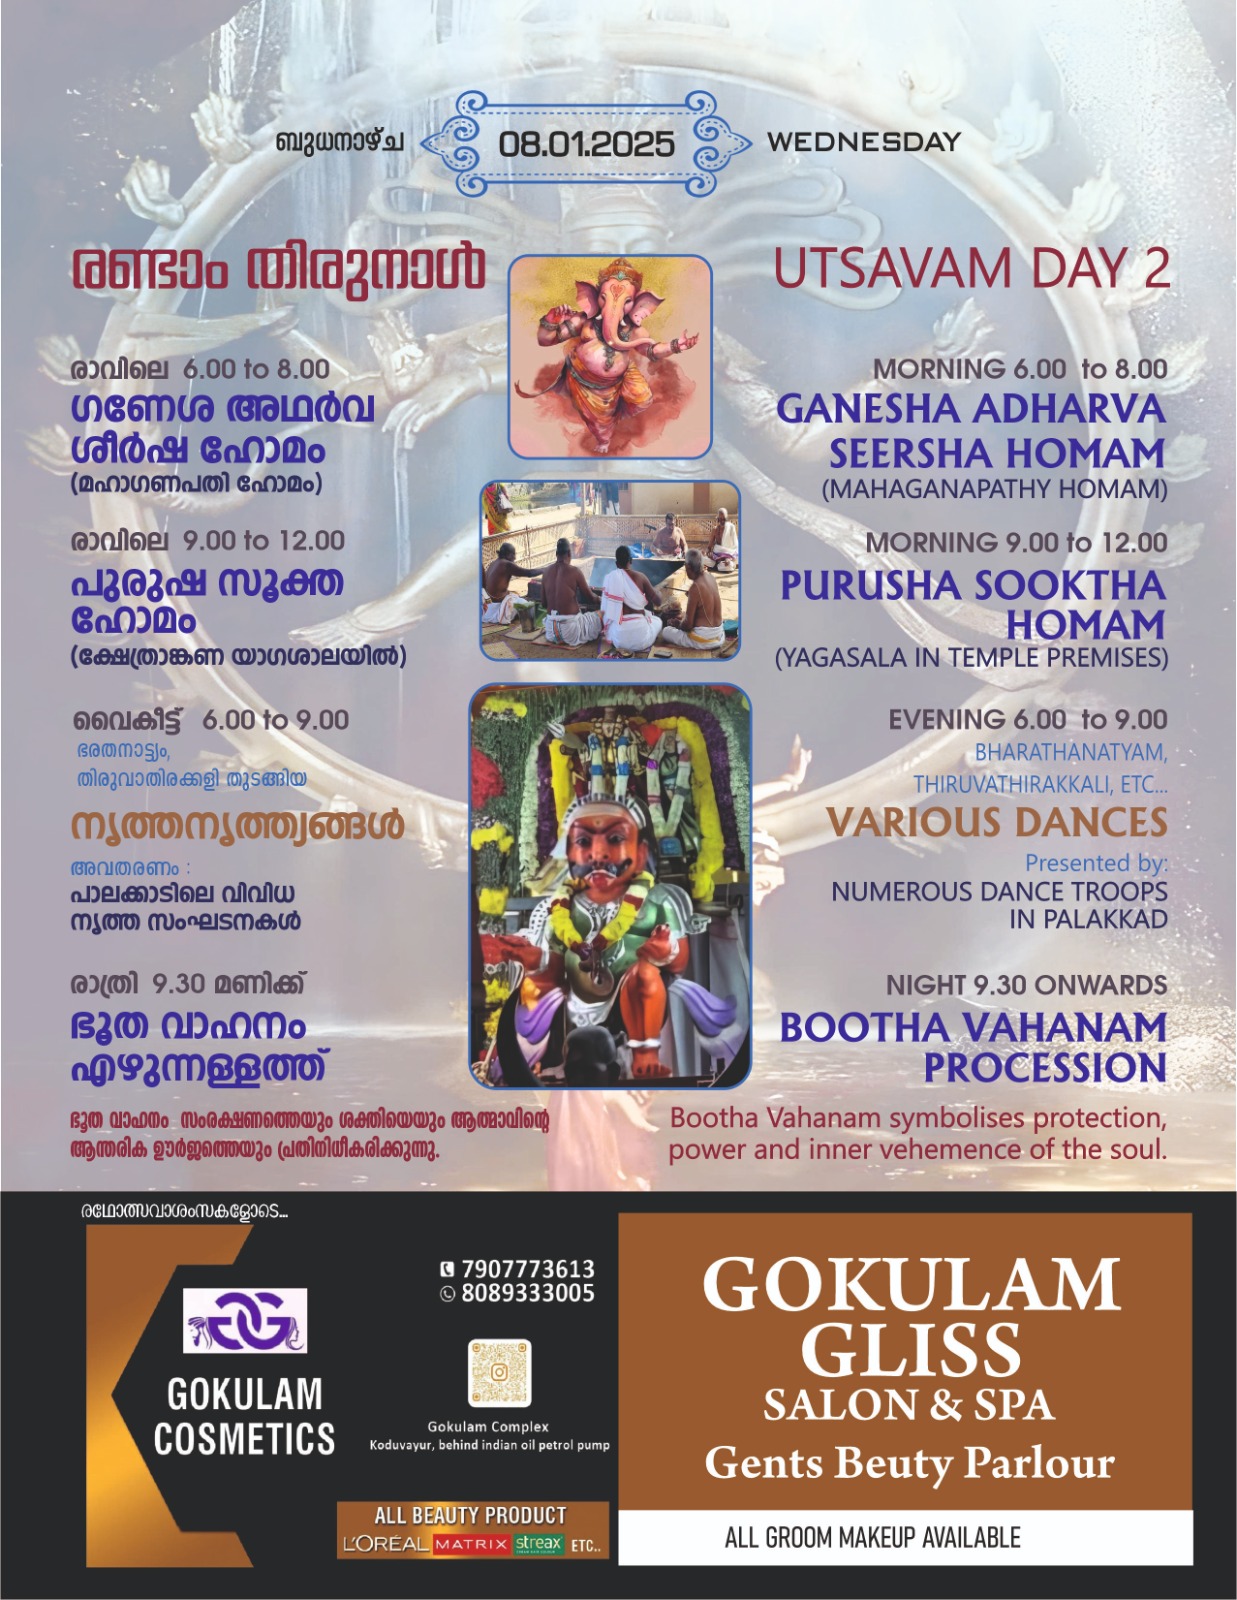 ബുധനാഴ്ച
08.01.2025
WEDNESDAY
രണ്ടാം തിരുനാൾ
രാവിലെ 6.00 to 8.00
ഗണേശ അഥർവ
ശീർഷ ഹോമം
(മഹാഗണപതി ഹോമം)
രാവിലെ 9.00 to 12.00
പുരുഷ സൂക്ത
ഹോമം
(ക്ഷേത്രാങ്കണ യാഗശാലയിൽ)
വൈകീട്ട് 6.00 to 9.00
ഭരതനാട്യം,
തിരുവാതിരക്കളി തുടങ്ങിയ
നൃത്തനൃത്ത്യങ്ങൾ
അവതരണം :
പാലക്കാടിലെ വിവിധ
നൃത്ത സംഘടനകൾ
രാത്രി 9.30 മണിക്ക്
ഭൂത വാഹനം
എഴുന്നള്ളത്ത്
ഭൂത വാഹനം സംരക്ഷണത്തെയും ശക്തിയെയും ആത്മാവിന്റെ
ആന്തരിക ഊർജത്തെയും പ്രതിനിധീകരിക്കുന്നു.
UTSAVAM DAY 2
MORNING 6.00 to 8.00
GANESHA ADHARVA
SEERSHA HOMAM
(MAHAGANAPATHY HOMAM)
MORNING 9.00 to 12.00
PURUSHA SOOKTHA
HOMAM
(YAGASALA IN TEMPLE PREMISES)
EVENING 6.00 to 9.00
BHARATHANATYAM,
THIRUVATHIRAKKALI, ETC...
VARIOUS DANCES
Presented by:
NUMEROUS DANCE TROOPS
IN PALAKKAD
NIGHT 9.30 ONWARDS
BOOTHA VAHANAM
PROCESSION
Bootha Vahanam symbolises protection,
power and inner vehemence of the soul.
രഥോത്സവാശംസകളോടെ...
GG
GOKULAM
COSMETICS
7907773613
8089333005
Gokulam Complex
Koduvayur, behind indian oil petrol pump
ALL BEAUTY PRODUCT
L'ORÉAL MATRIX streax ETC..
GOKULAM
GLISS
SALON & SPA
Gents Beuty Parlour
ALL GROOM MAKEUP AVAILABLE